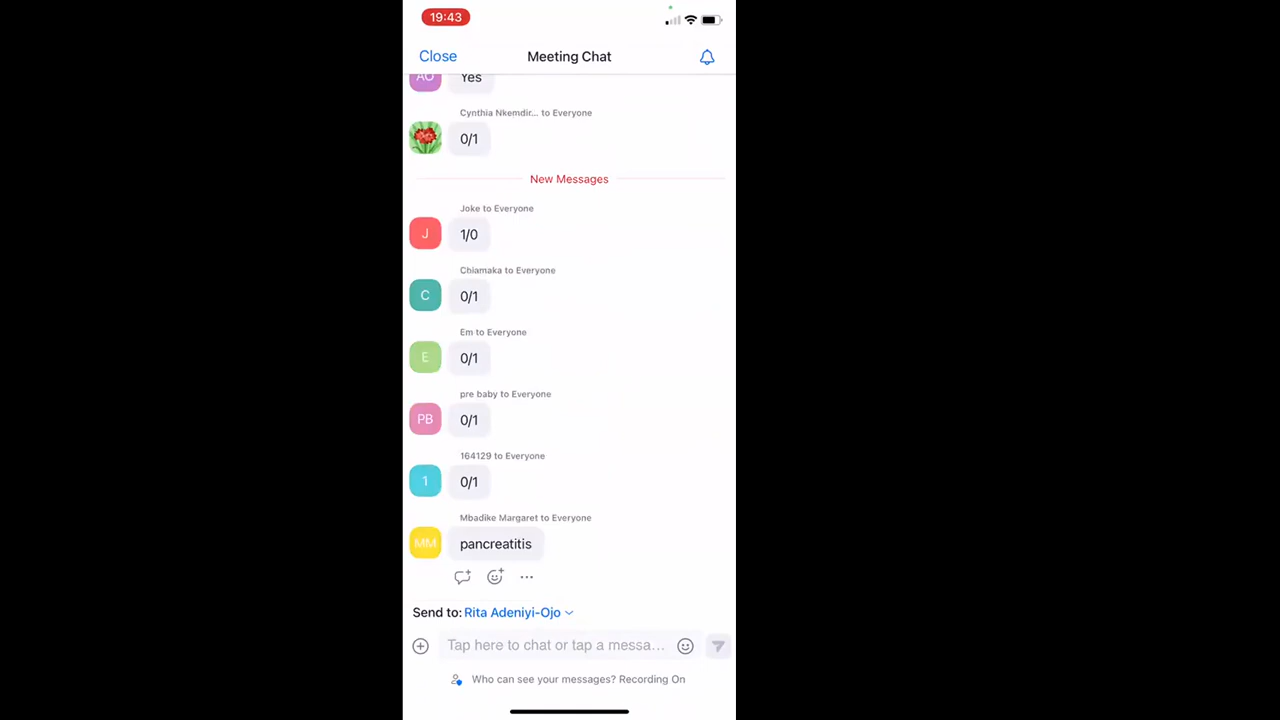 19:43
Close
Meeting Chat
AO
Yes
Cynthia Nkemdir... to Everyone
0/1
New Messages
Joke to Everyone
J
1/0
Chiamaka to Everyone
C
0/1
Em to Everyone
E
0/1
pre baby to Everyone
PB
0/1
164129 to Everyone
1
0/1
Mbadike Margaret to Everyone
MM
pancreatitis
Send to: Rita Adeniyi-Ojo
Tap here to chat or tap a messa...
Who can see your messages? Recording On